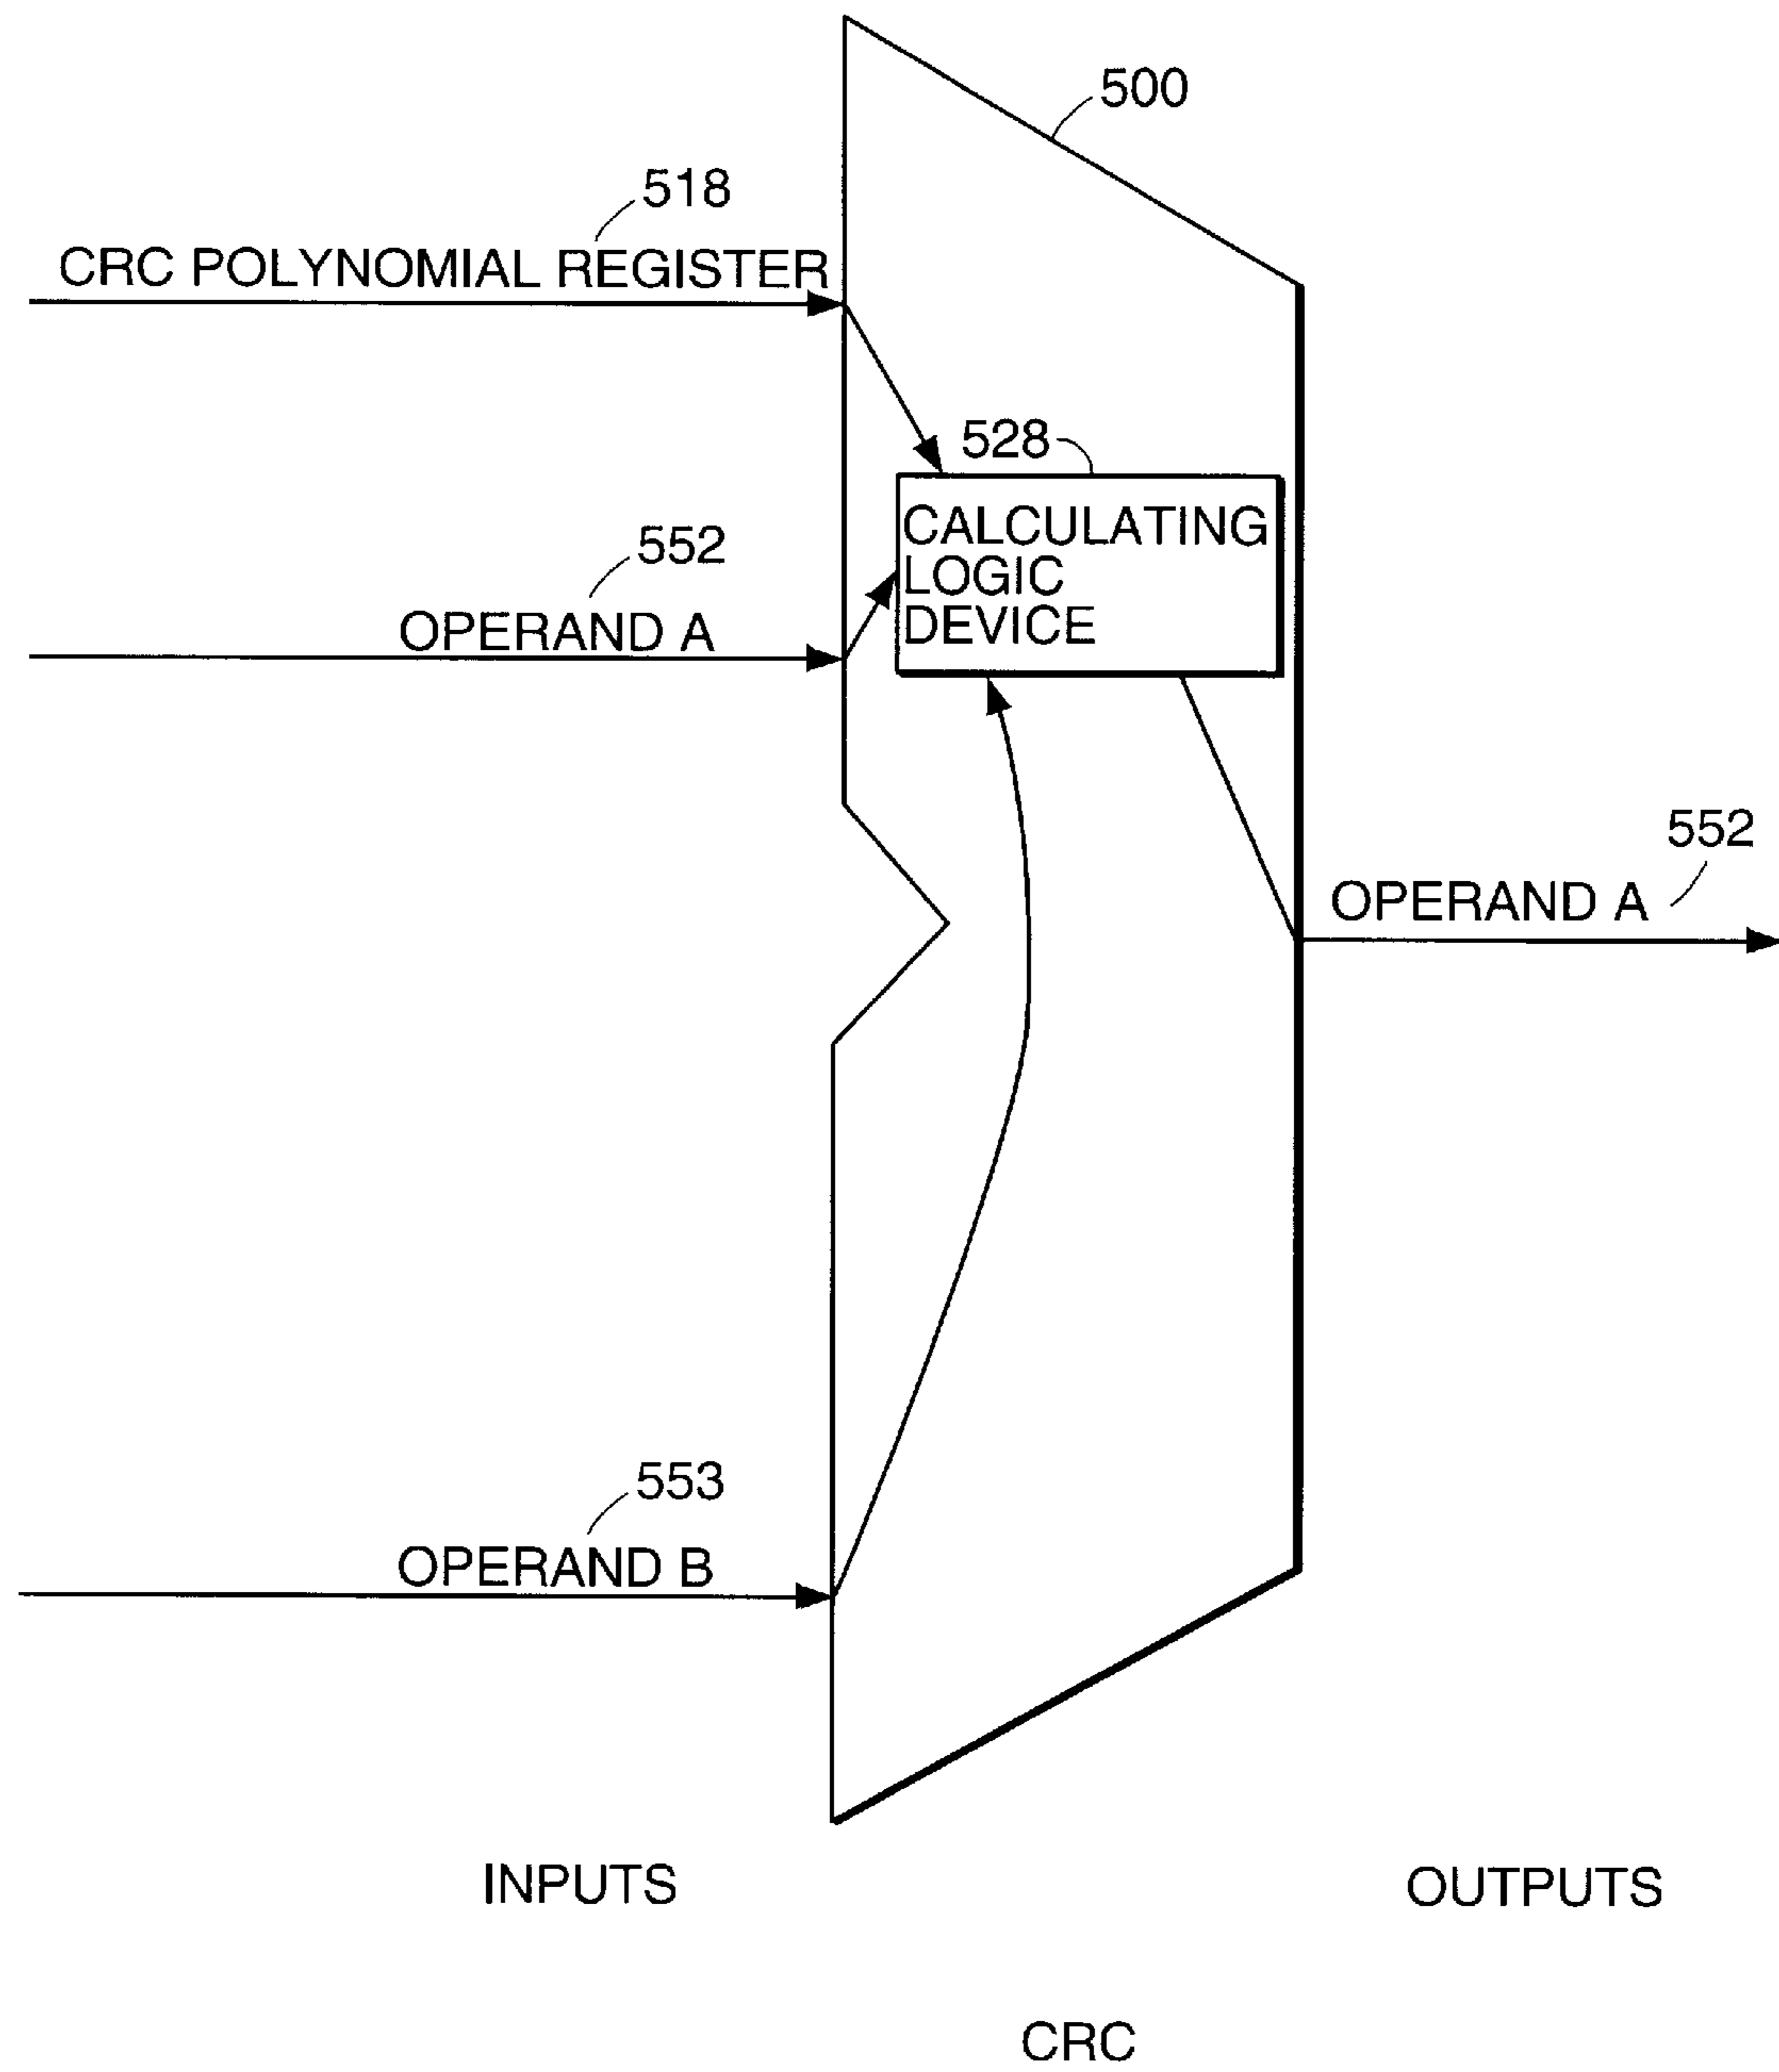 500
518
CRC POLYNOMIAL REGISTER
528
CALCULATING
LOGIC
DEVICE
552
OPERAND A
552
OPERAND A
553
OPERAND B
INPUTS
OUTPUTS
CRC